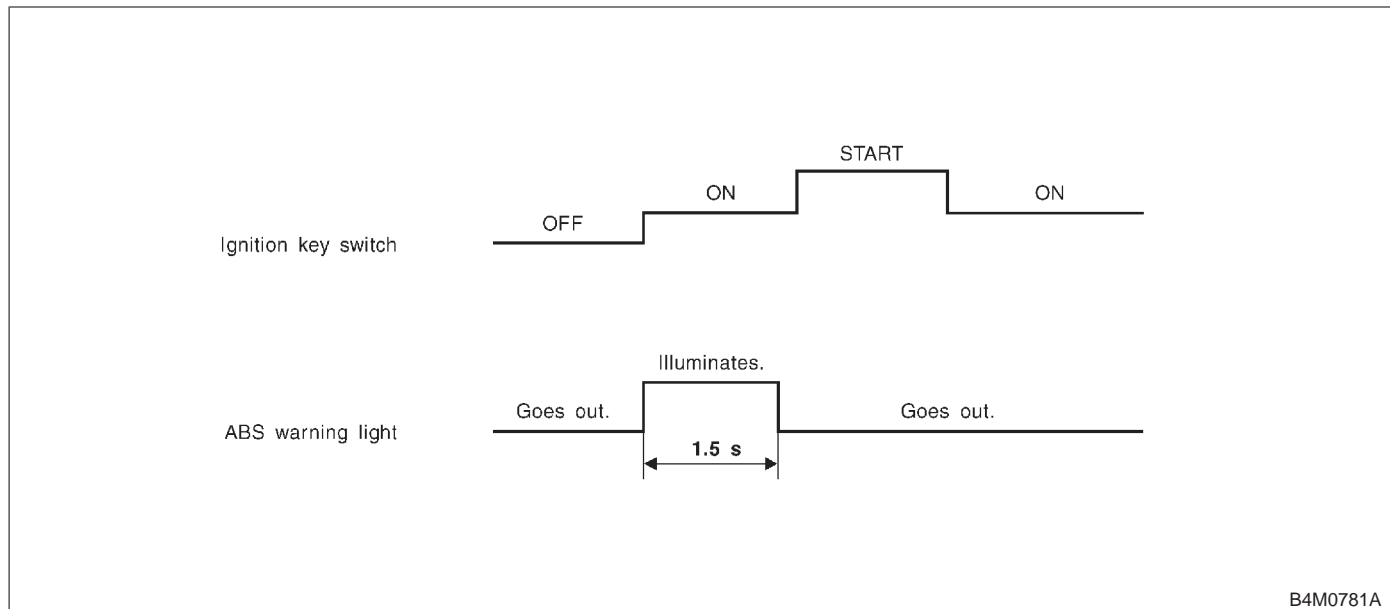 START
ON
ON
OFF
Ignition key switch
Illuminates.
Goes out.
Goes out.
ABS warning light
1.5 s
B4M0781A